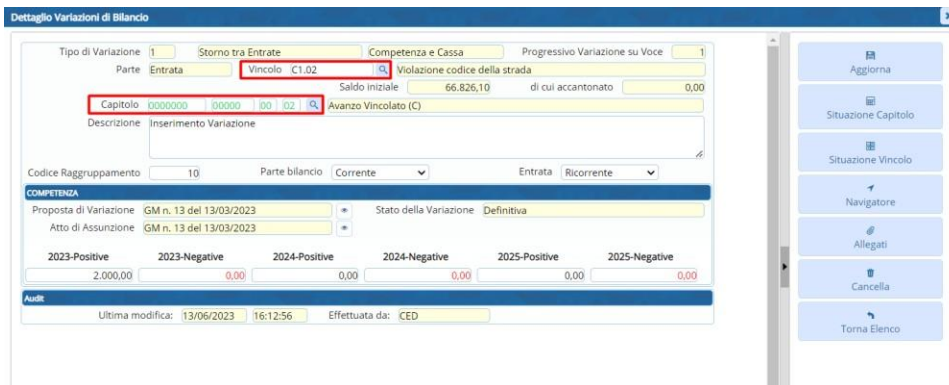 Dettaglio Variazioni di Bilancio
Tipo di Variazione 1 Storno tra Entrate Competenza e Cassa Progressivo Variazione su Voce 1
Parte Entrata Vincolo C1.02 Violazione codice della strada
Saldo iniziale 66.826,10 di cui accantonato 0,00
Capitolo 0000000 00000 00 02 Avanzo Vincolato (C)
Descrizione Inserimento Variazione
Codice Raggruppamento 10 Parte bilancio Corrente Entrata Ricorrente
COMPETENZA
Proposta di Variazione GM n. 13 del 13/03/2023 Stato della Variazione Definitiva
Atto di Assunzione GM n. 13 del 13/03/2023
2023-Positive 2023-Negative 2024-Positive 2024-Negative 2025-Positive 2025-Negative
2.000,00 0,00 0,00 0,00 0,00 0,00
Audit
Ultima modifica: 13/06/2023 16:12:56 Effettuata da: CED
Aggiorna
Situazione Capitolo
Situazione Vincolo
Navigatore
Allegati
Cancella
Torna Elenco